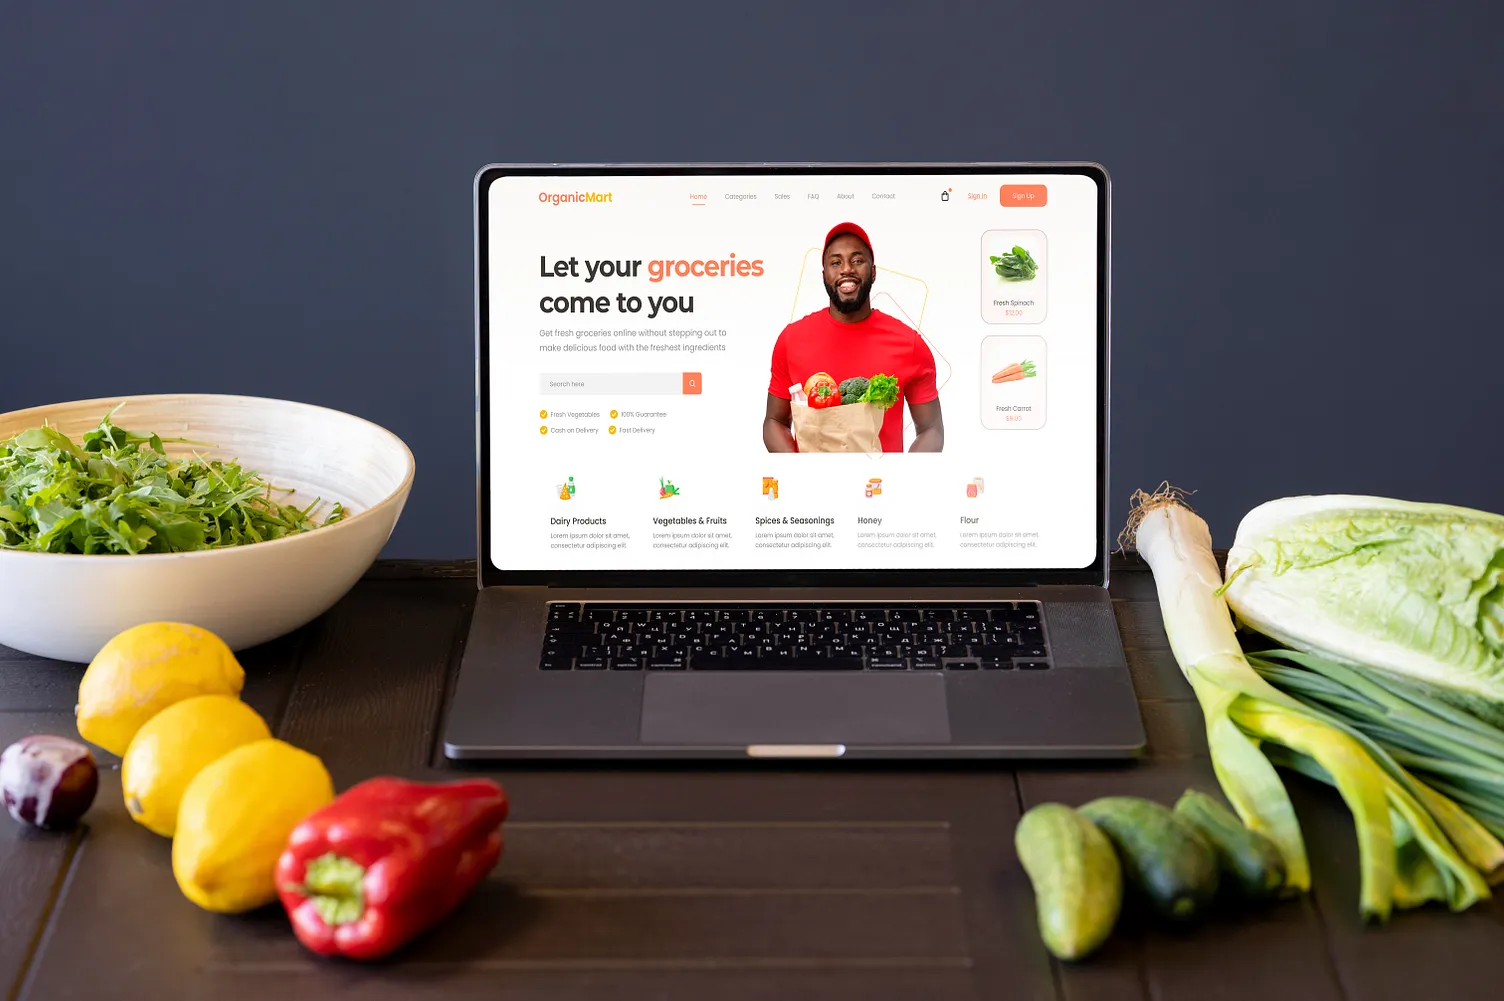 OrganicMart
Home Categories Sales FAQ About Contact
Sign In Sign Up
Let your groceries
come to you
Get fresh groceries online without stepping out to
make delicious food with the freshest ingredients
Search here
Fresh Vegetables 100% Guarantee
Cash on Delivery Fast Delivery
Fresh Spinach
$12.00
Fresh Carrot
Dairy Products
Lorem ipsum dolor sit amet,
consectetur adipiscing elit.
Vegetables & Fruits
Lorem ipsum dolor sit amet,
consectetur adipiscing elit.
Spices & Seasonings
Lorem ipsum dolor sit amet,
consectetur adipiscing elit.
Honey
Lorem ipsum dolor sit amet,
consectetur adipiscing elit.
Flour
Lorem ipsum dolor sit amet,
consectetur adipiscing elit.